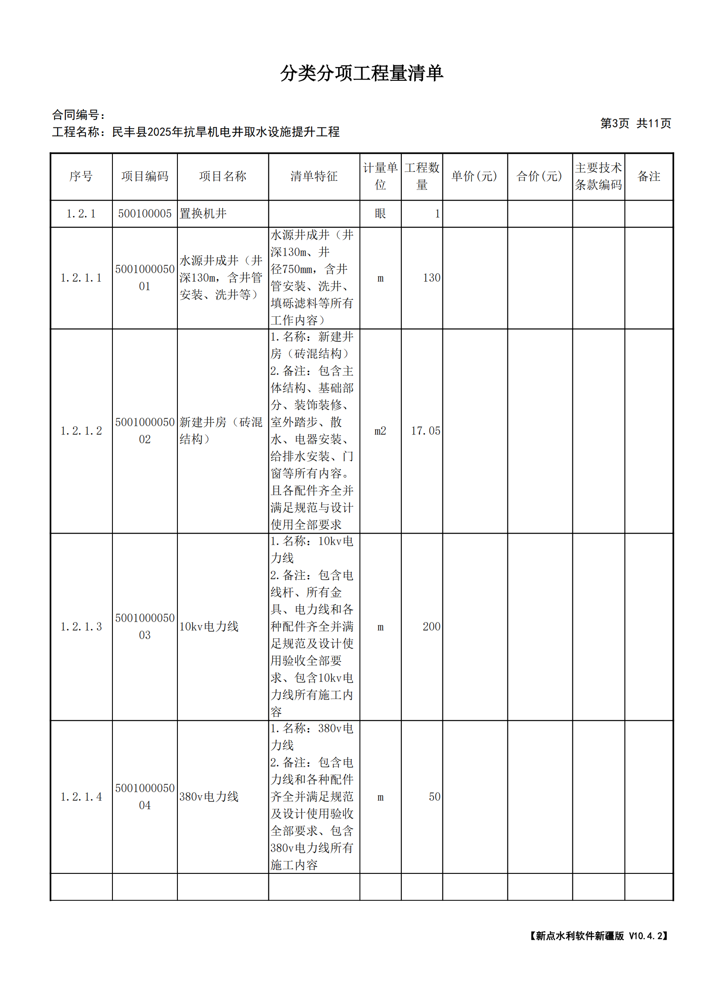 分类分项工程量清单
合同编号：
工程名称：民丰县2025年抗旱机电井取水设施提升工程
第3页 共11页
序号 项目编码 项目名称 清单特征 计量单位 工程数量 单价(元) 合价(元) 主要技术条款编码 备注
1.2.1 500100005 置换机井 眼 1
1.2.1.1
500100005001
水源井成井（井
深130m，含井管
安装、洗井等）
水源井成井（井
深130m、井
径750mm，含井
管安装、洗井、
填砾滤料等所有
工作内容）
m
130
1.2.1.2
500100005002
新建井房（砖混
结构）
1.名称：新建井
房（砖混结构）
2.备注：包含主
体结构、基础部
分、装饰装修、
室外踏步、散
水、电器安装、
给排水安装、门
窗等所有内容。
且各配件齐全并
满足规范与设计
使用全部要求
m2
17.05
1.2.1.3
500100005003
10kv电力线
1.名称：10kv电
力线
2.备注：包含电
线杆、所有金
具、电力线和各
种配件齐全并满
足规范及设计使
用验收全部要
求、包含10kv电
力线所有施工内
容
m
200
1.2.1.4
500100005004
380v电力线
1.名称：380v电
力线
2.备注：包含电
力线和各种配件
齐全并满足规范
及设计使用验收
全部要求、包含
380v电力线所有
施工内容
m
50
【新点水利软件新疆版 V10.4.2】